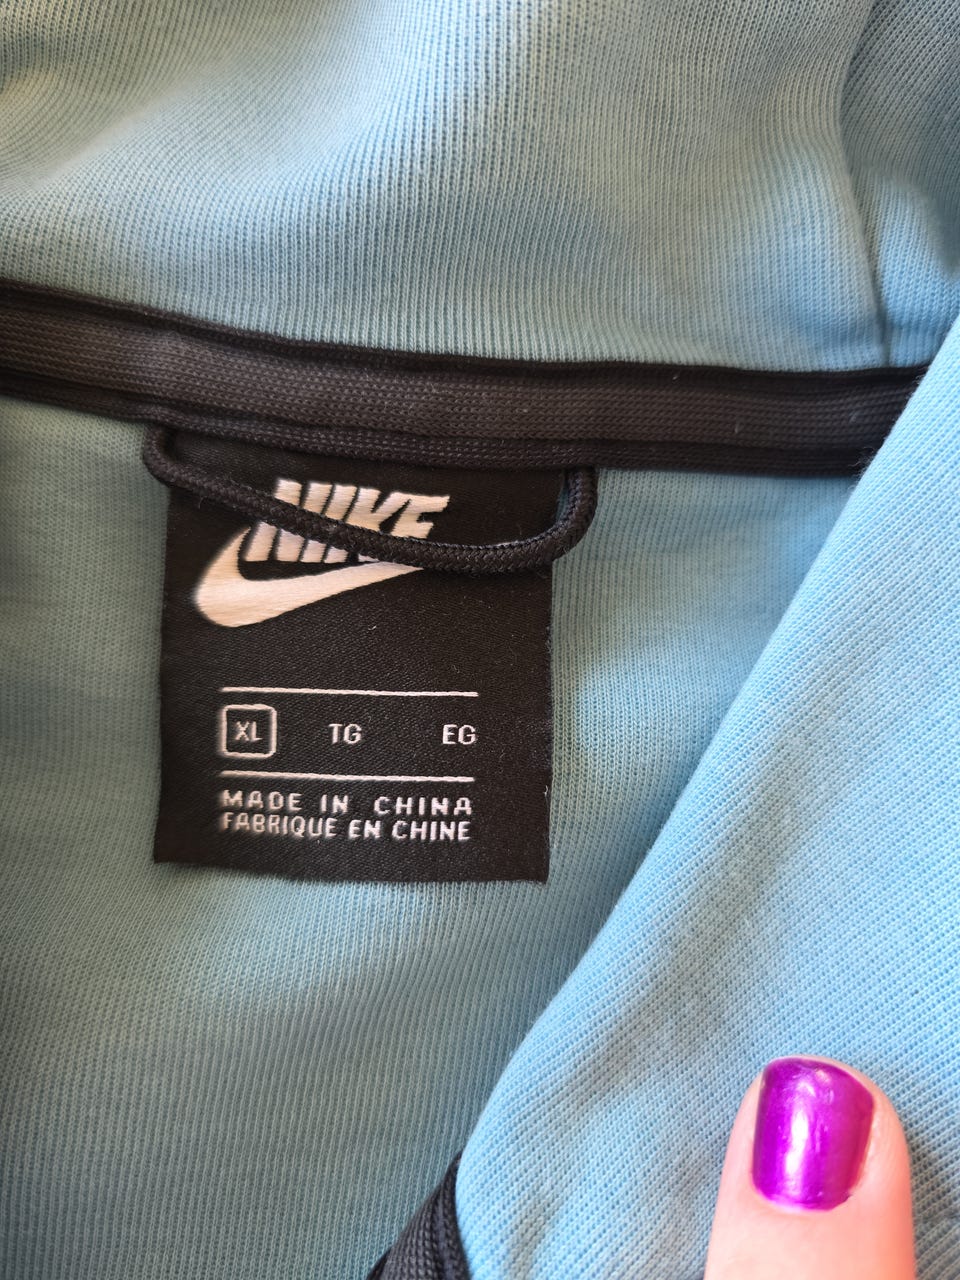 NIKE
XL TG EG
MADE IN CHINA
FABRIQUE EN CHINE